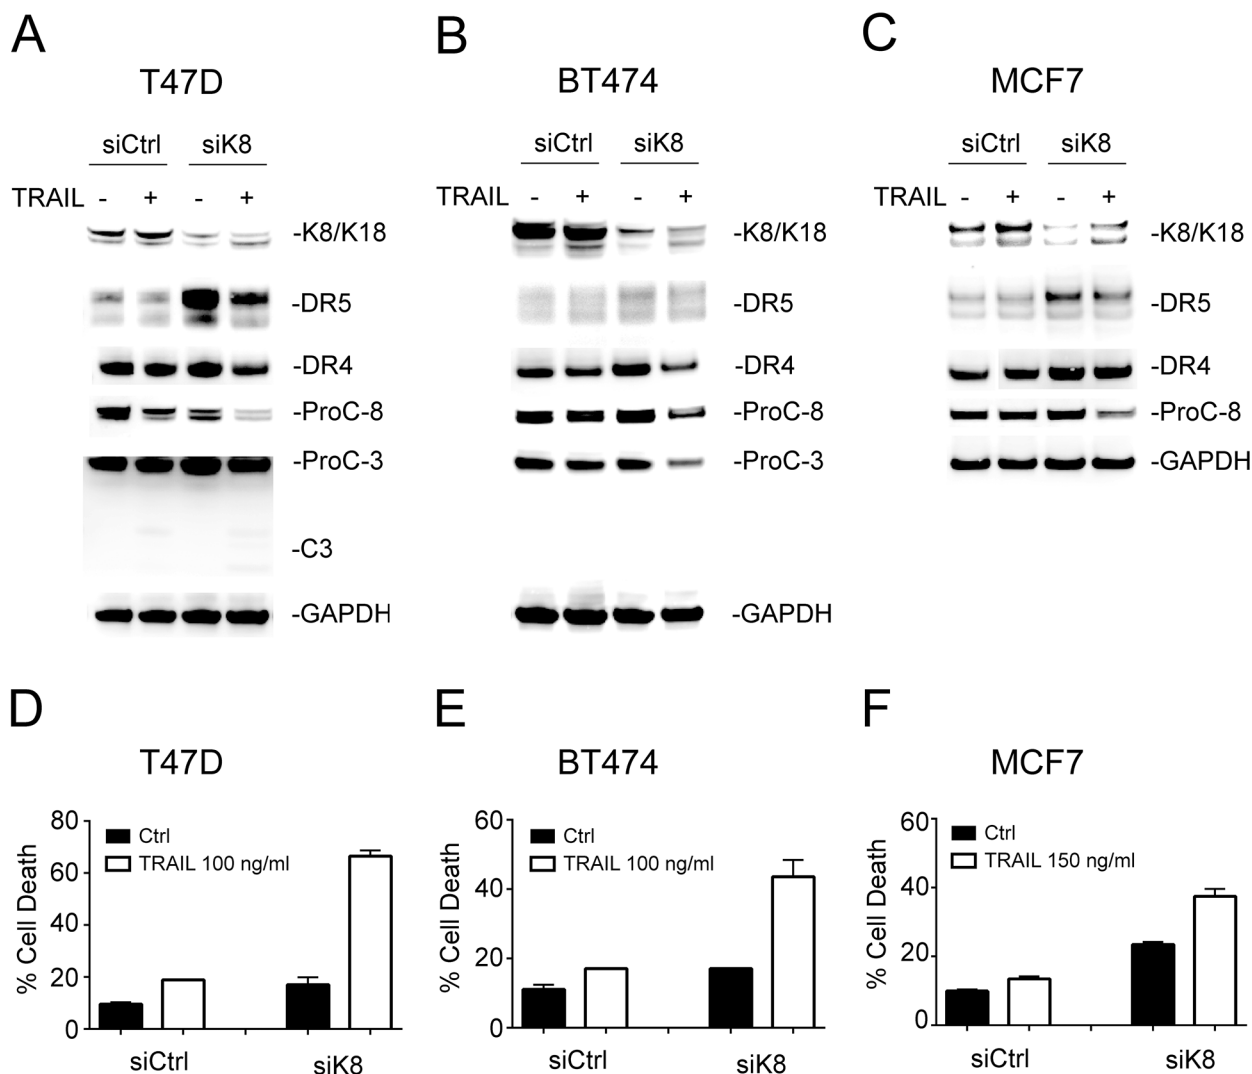 A
B
C
T47D
BT474
MCF7
siCtrl siK8
siCtrl siK8
siCtrl siK8
TRAIL - + - +
TRAIL - + - +
TRAIL - + - +
-K8/K18
-DR5
-DR4
-ProC-8
-ProC-3
-C3
-GAPDH
-K8/K18
-DR5
-DR4
-ProC-8
-ProC-3
-GAPDH
-K8/K18
-DR5
-DR4
-ProC-8
-GAPDH
D
T47D
% Cell Death
80
60
40
20
0
Ctrl
TRAIL 100 ng/ml
siCtrl siK8
E
BT474
% Cell Death
60
40
20
0
Ctrl
TRAIL 100 ng/ml
siCtrl siK8
F
MCF7
% Cell Death
60
40
20
0
Ctrl
TRAIL 150 ng/ml
siCtrl siK8